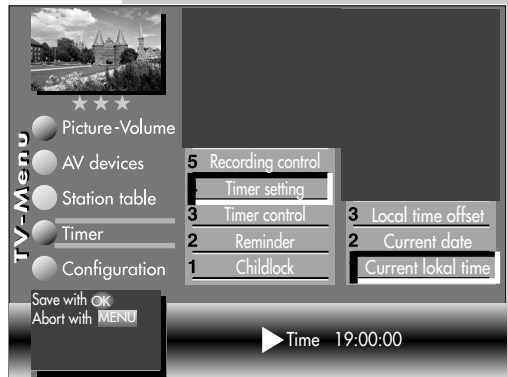 TV-Menu
Picture-Volume
AV devices
Station table
Timer
Configuration
5 Recording control
Timer setting
3 Timer control
2 Reminder
1 Childlock
3 Local time offset
2 Current date
Current lokal time
Save with OK
Abort with MENU
Time 19:00:00